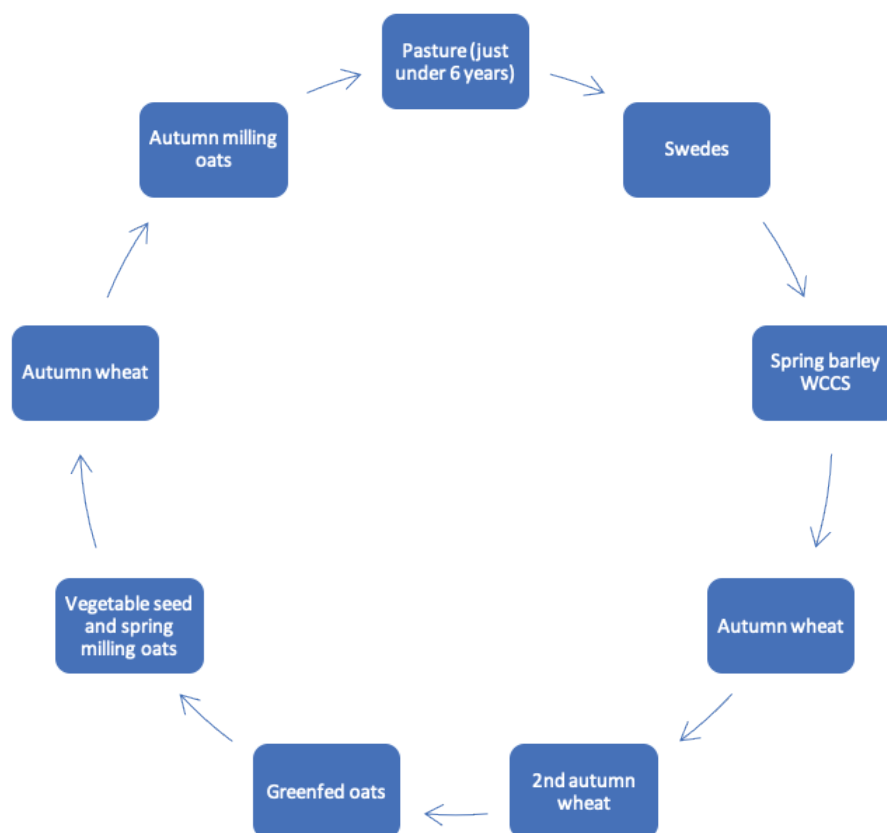 Pasture (just
under 6 years)
Swedes
Spring barley
WCCS
Autumn wheat
2nd autumn
wheat
Greenfed oats
Vegetable seed
and spring
milling oats
Autumn wheat
Autumn milling
oats